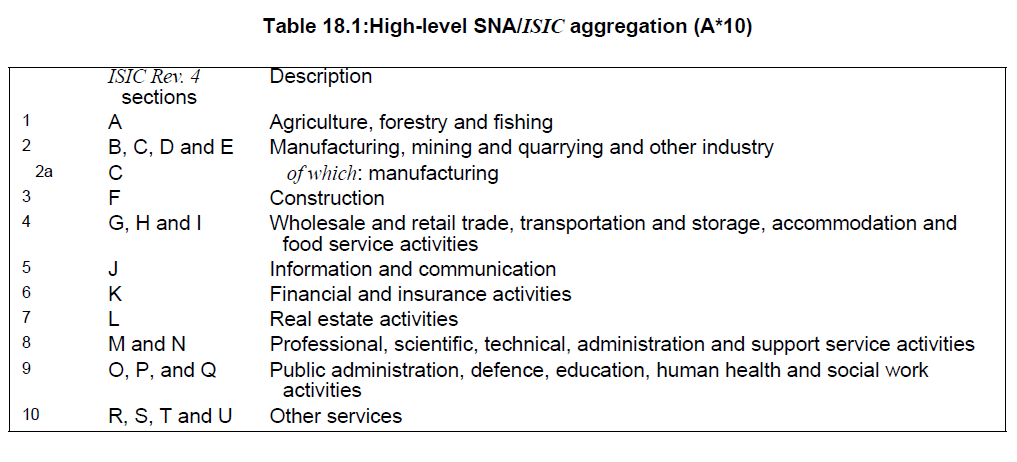 Table 18.1:High-level SNA/ISIC aggregation (A*10)
ISIC Rev. 4 Description
sections
1 A Agriculture, forestry and fishing
2 B, C, D and E Manufacturing, mining and quarrying and other industry
2a C of which: manufacturing
3 F Construction
4 G, H and I Wholesale and retail trade, transportation and storage, accommodation and
food service activities
5 J Information and communication
6 K Financial and insurance activities
7 L Real estate activities
8 M and N Professional, scientific, technical, administration and support service activities
9 O, P, and Q Public administration, defence, education, human health and social work
activities
10 R, S, T and U Other services